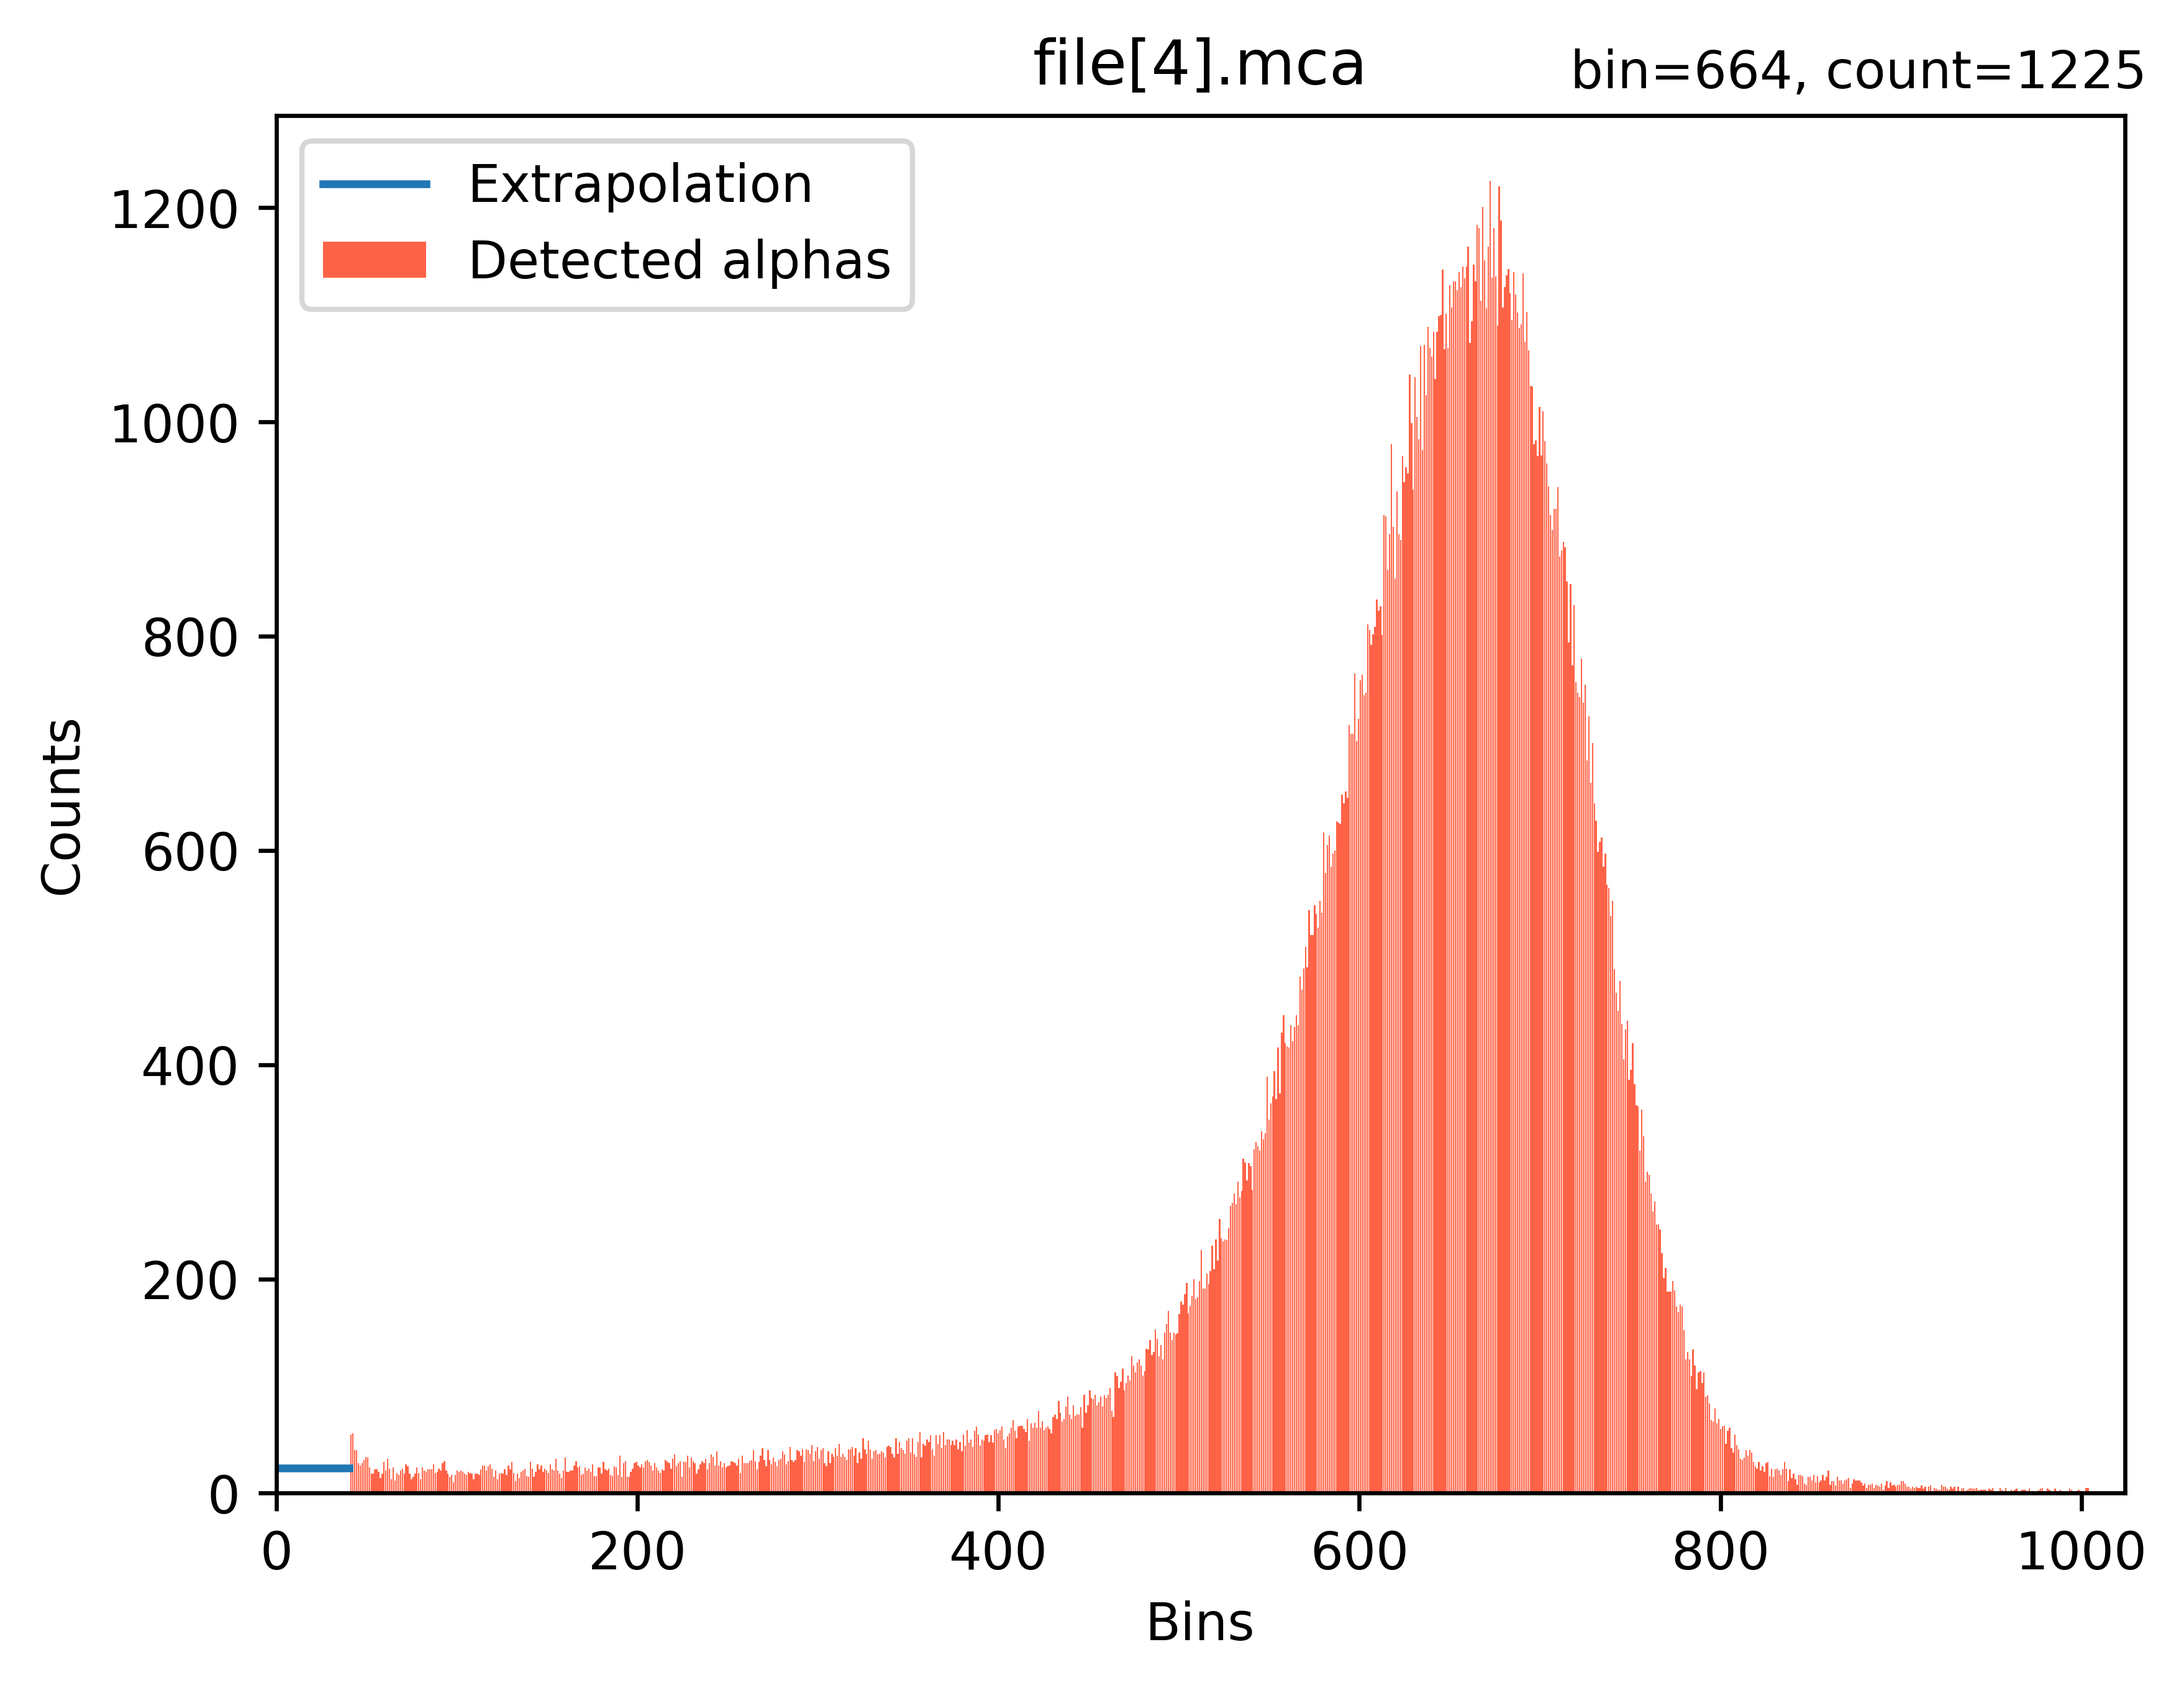 file[4].mca
bin=664, count=1225
Extrapolation
Detected alphas
1200
1000
800
600
400
200
0
Counts
0 200 400 600 800 1000
Bins